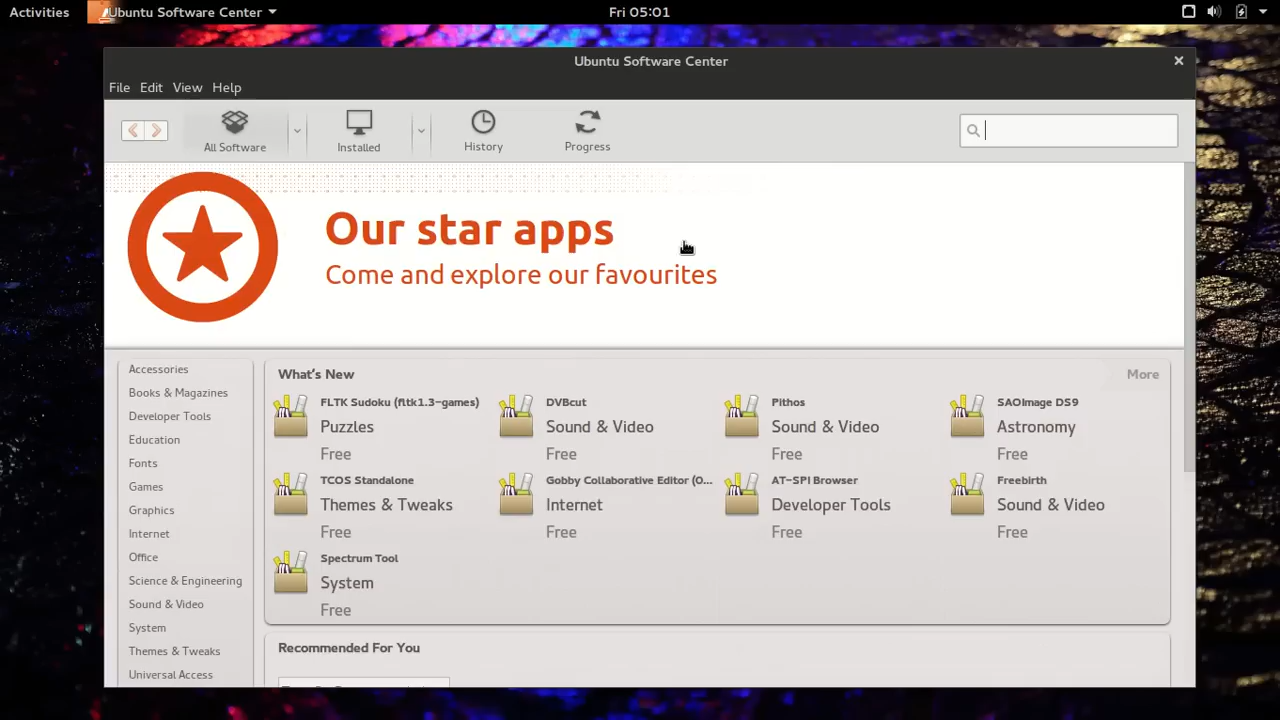 Activities
Ubuntu Software Center
Fri 05:01
Ubuntu Software Center
File Edit View Help
All Software
Installed
History
Progress
Our star apps
Come and explore our favourites
Accessories
Books & Magazines
Developer Tools
Education
Fonts
Games
Graphics
Internet
Office
Science & Engineering
Sound & Video
System
Themes & Tweaks
Universal Access
What's New
More
FLTK Sudoku (fltk1.3-games)
Puzzles
Free
DVBcut
Sound & Video
Free
Pithos
Sound & Video
Free
SAOImage DS9
Astronomy
Free
TCOS Standalone
Themes & Tweaks
Free
Gobby Collaborative Editor (0...
Internet
Free
AT-SPI Browser
Developer Tools
Free
Freebirth
Sound & Video
Free
Spectrum Tool
System
Free
Recommended For You